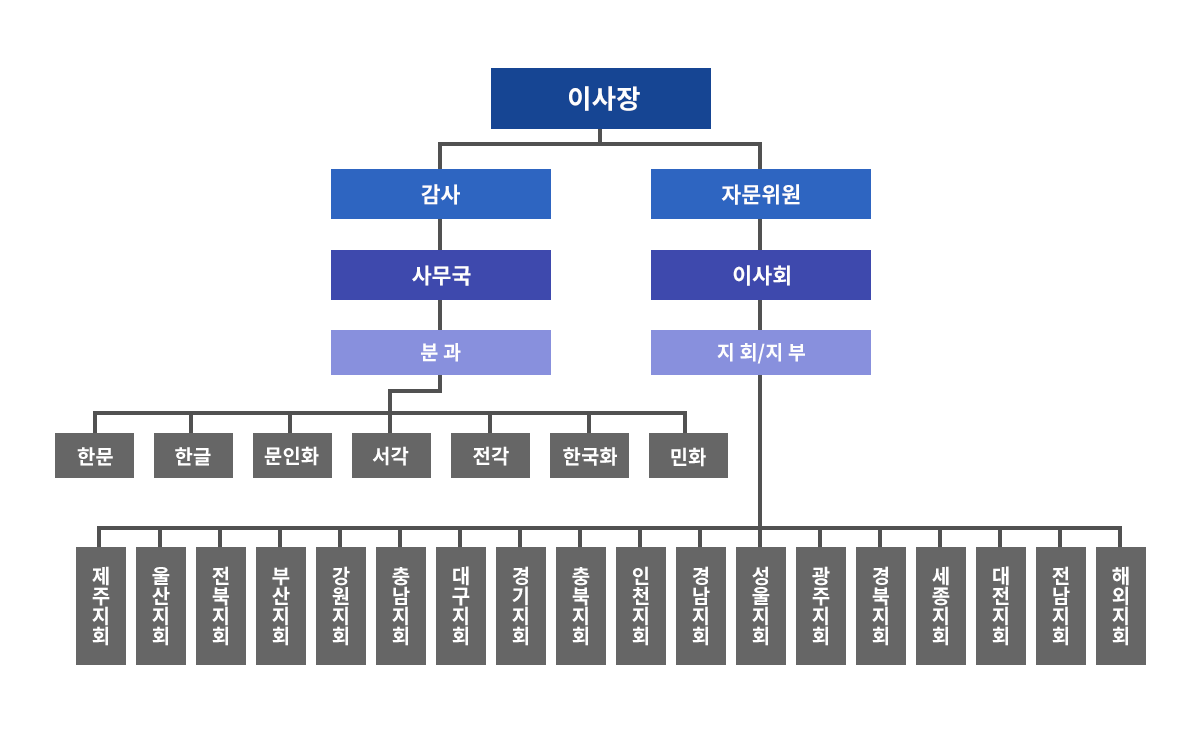 이사장
감사
자문위원
사무국
이사회
분 과
지 회/지 부
한문
한글
문인화
서각
전각
한국화
민화
제주지회
울산지회
전북지회
부산지회
강원지회
충남지회
대구지회
경기지회
충북지회
인천지회
경남지회
성울지회
광주지회
경북지회
세종지회
대전지회
전남지회
해외지회